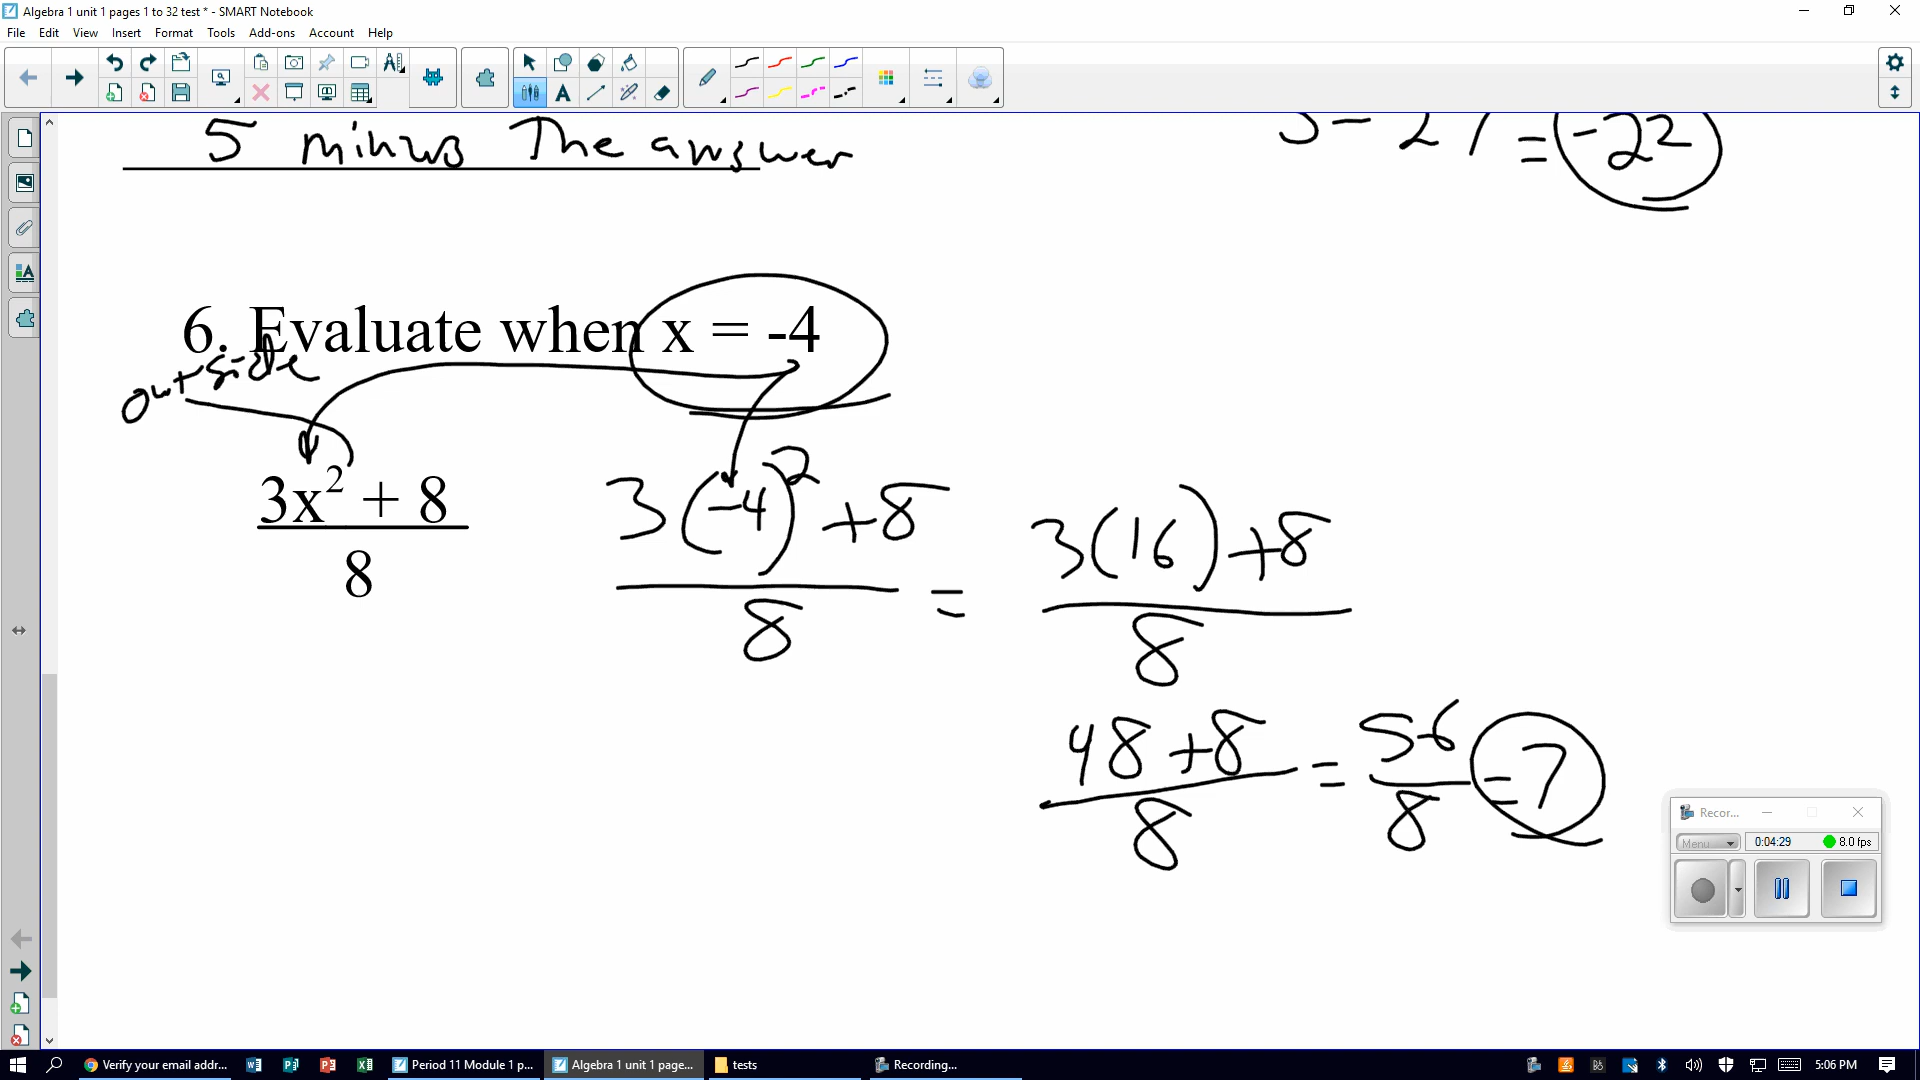 Algebra 1 unit 1 pages 1 to 32 test * - SMART Notebook
File Edit View Insert Format Tools Add-ons Account Help
5 minus The answer
= -22
6. Evaluate when x = -4
outside
3x² + 8
8
3(-4)² + 8
8
=
3(16) + 8
8
48 + 8
8
=
56
8
= 7
Recor...
Menu
0:04:29
8.0 fps
Verify your email addr...
Period 11 Module 1 p...
Algebra 1 unit 1 page...
tests
Recording...
5:06 PM